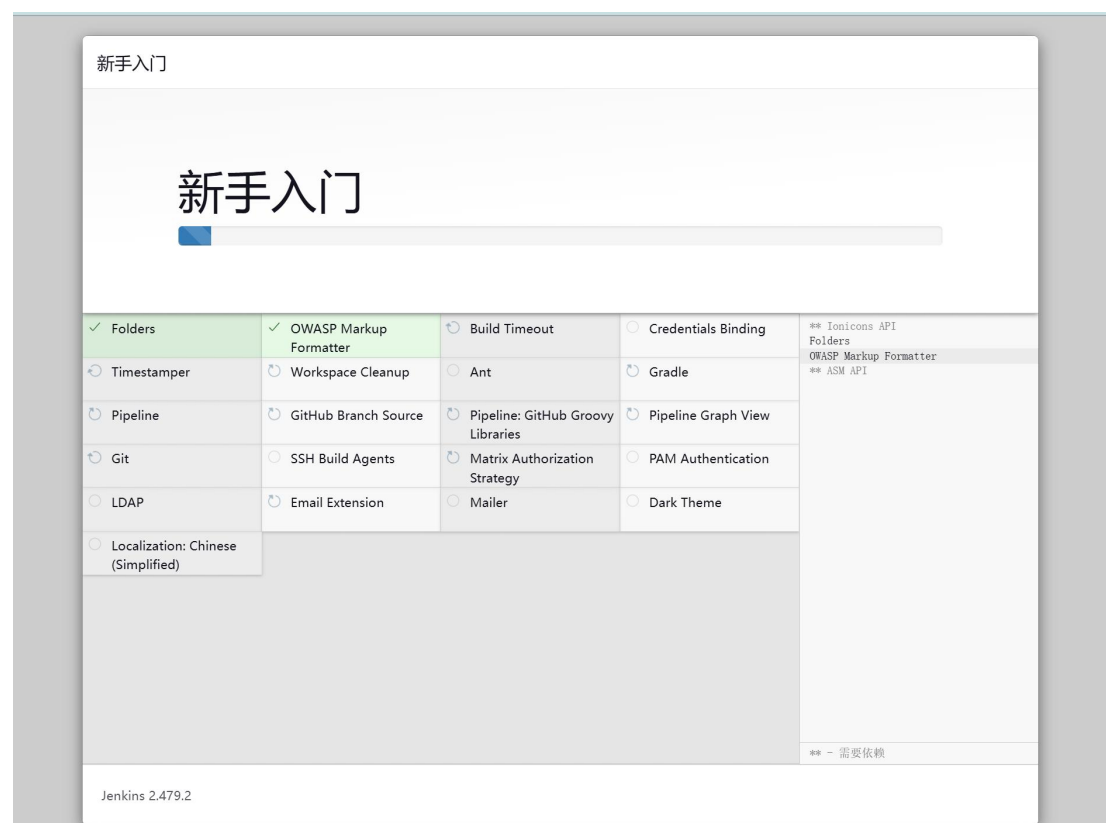 新手入门
新手入门
Folders
OWASP Markup
Formatter
Build Timeout
Credentials Binding
Timestamper
Workspace Cleanup
Ant
Gradle
Pipeline
GitHub Branch Source
Pipeline: GitHub Groovy
Libraries
Pipeline Graph View
Git
SSH Build Agents
Matrix Authorization
Strategy
PAM Authentication
LDAP
Email Extension
Mailer
Dark Theme
Localization: Chinese
(Simplified)
** Ionicons API
Folders
OWASP Markup Formatter
** ASM API
** - 需要依赖
Jenkins 2.479.2